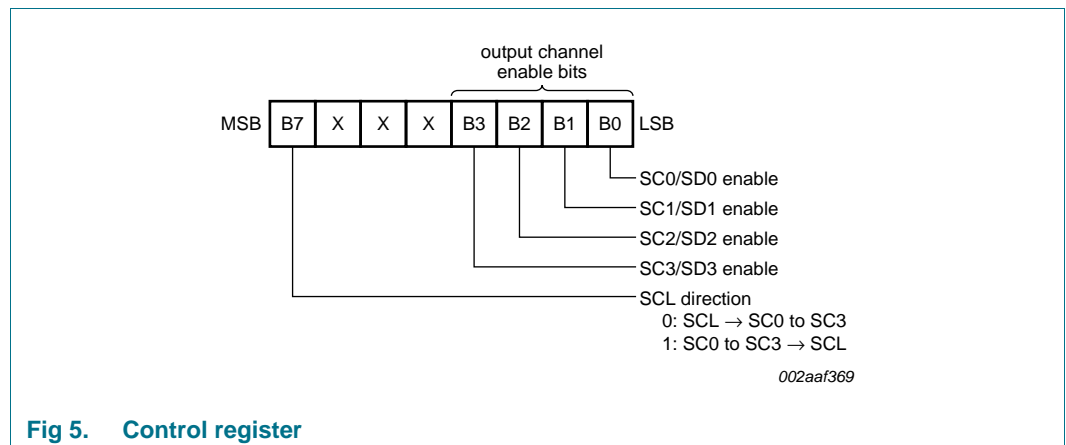 output channel
enable bits
MSB B7 X X X B3 B2 B1 B0 LSB
SC0/SD0 enable
SC1/SD1 enable
SC2/SD2 enable
SC3/SD3 enable
SCL direction
0: SCL → SC0 to SC3
1: SC0 to SC3 → SCL
002aaf369
Fig 5. Control register